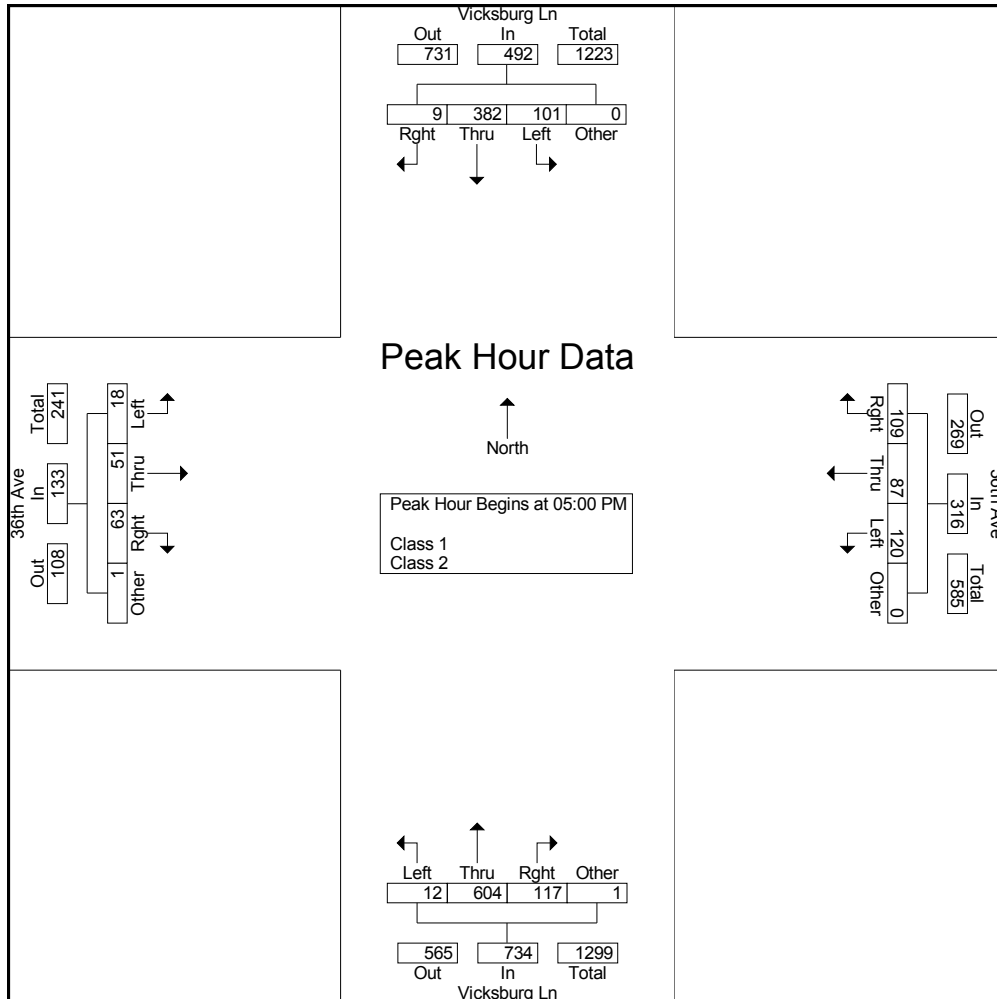 Vicksburg Ln
Out In Total
731 492 1223
9 382 101 0
Rght Thru Left Other
Peak Hour Data
North
Peak Hour Begins at 05:00 PM
Class 1
Class 2
36th Ave
Total In Out
241 133 108
18 51 63 1
Left Thru Rght Other
Rght Thru Left Other
109 87 120 0
Out In Total
269 316 585
36th Ave
Left Thru Rght Other
12 604 117 1
565 734 1299
Out In Total
Vicksburg Ln